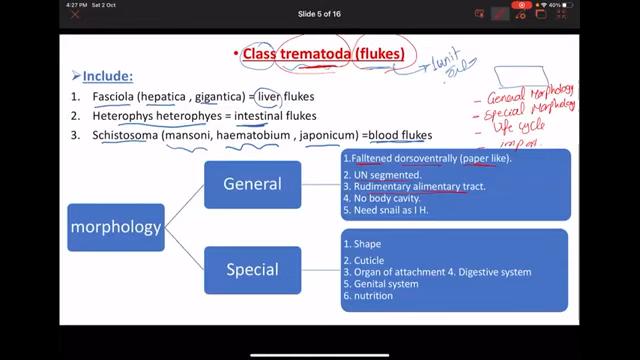 4:27 PM Sat 2 Oct
Slide 5 of 16
• Class trematoda (flukes)
1 unit
Include:
General Morphology
1. Fasciola (hepatica , gigantica) = liver flukes
Special Morphology
2. Heterophys heterophyes = intestinal flukes
life cycle
3. Schistosoma (mansoni, haematobium , japonicum) =blood flukes
morphology
General
1.Falltened dorsoventrally (paper like).
2. UN segmented.
3. Rudimentary alimentary tract.
4. No body cavity.
5. Need snail as I H.
Special
1. Shape
2. Cuticle
3. Organ of attachment 4. Digestive system
5. Genital system
6. nutrition